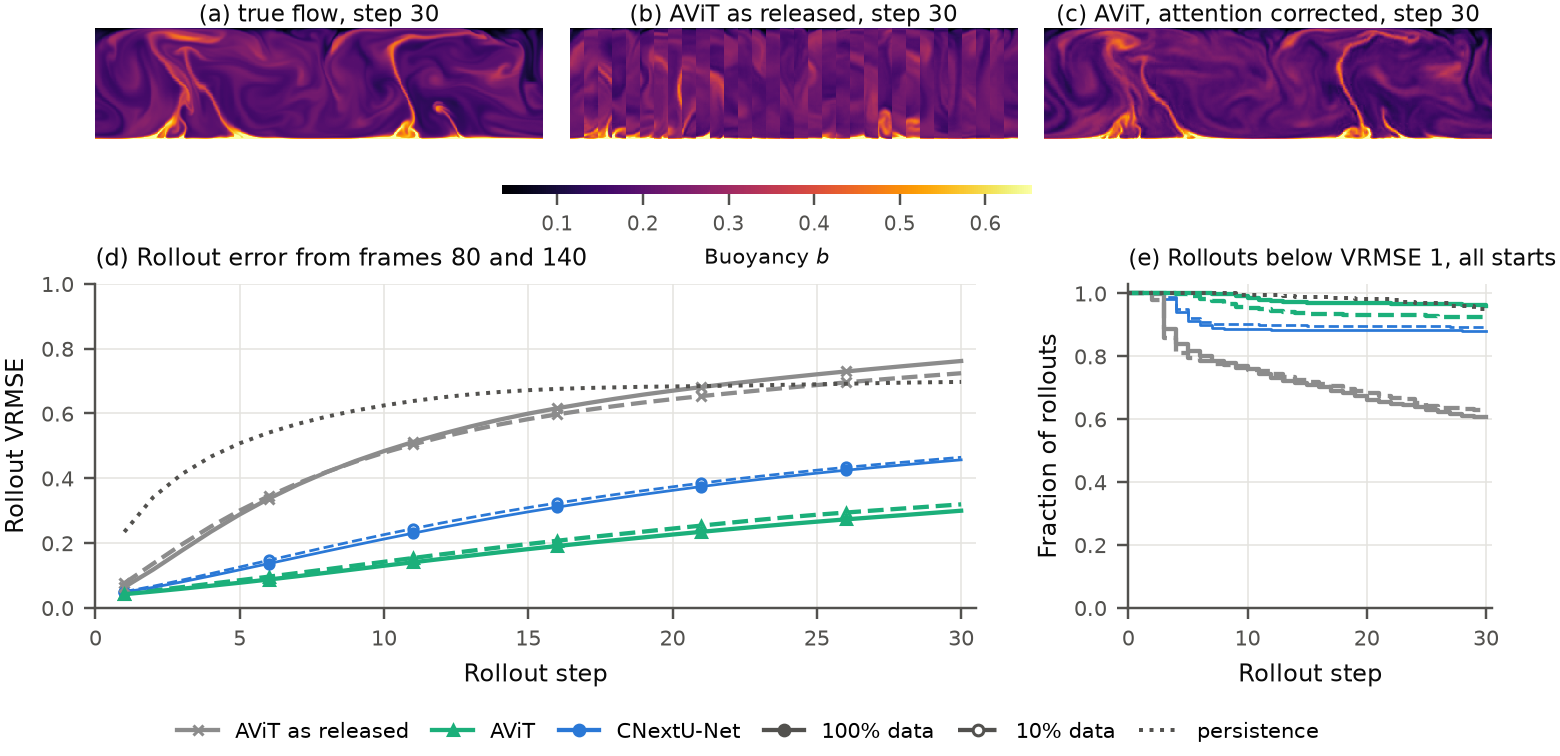 (a) true flow, step 30
(b) AViT as released, step 30
(c) AViT, attention corrected, step 30
0.1 0.2 0.3 0.4 0.5 0.6
Buoyancy b
(d) Rollout error from frames 80 and 140
Rollout VRMSE
1.0
0.8
0.6
0.4
0.2
0.0
0 5 10 15 20 25 30
Rollout step
(e) Rollouts below VRMSE 1, all starts
Fraction of rollouts
1.0
0.8
0.6
0.4
0.2
0.0
0 10 20 30
Rollout step
AViT as released AViT CNextU-Net 100% data 10% data persistence